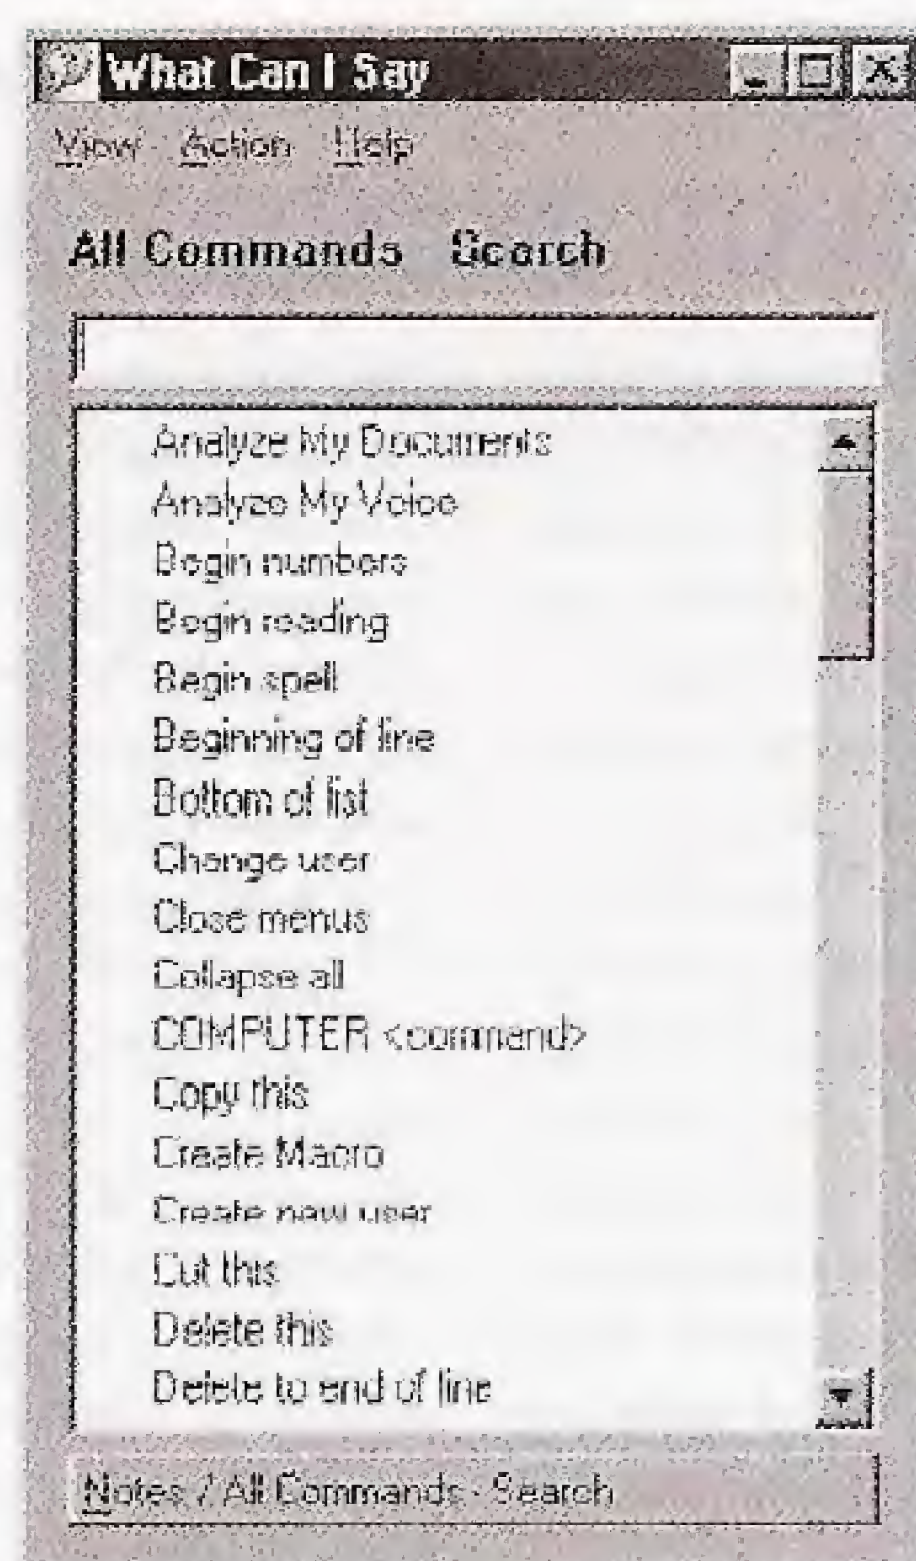 What Can I Say
View Action Help
All Commands Search
Analyze My Documents
Analyze My Voice
Begin numbers
Begin reading
Begin spell
Beginning of line
Bottom of list
Change user
Close menus
Collapse all
COMPUTER <command>
Copy this
Create Macro
Create new user
Cut this
Delete this
Delete to end of line
Notes / All Commands - Search